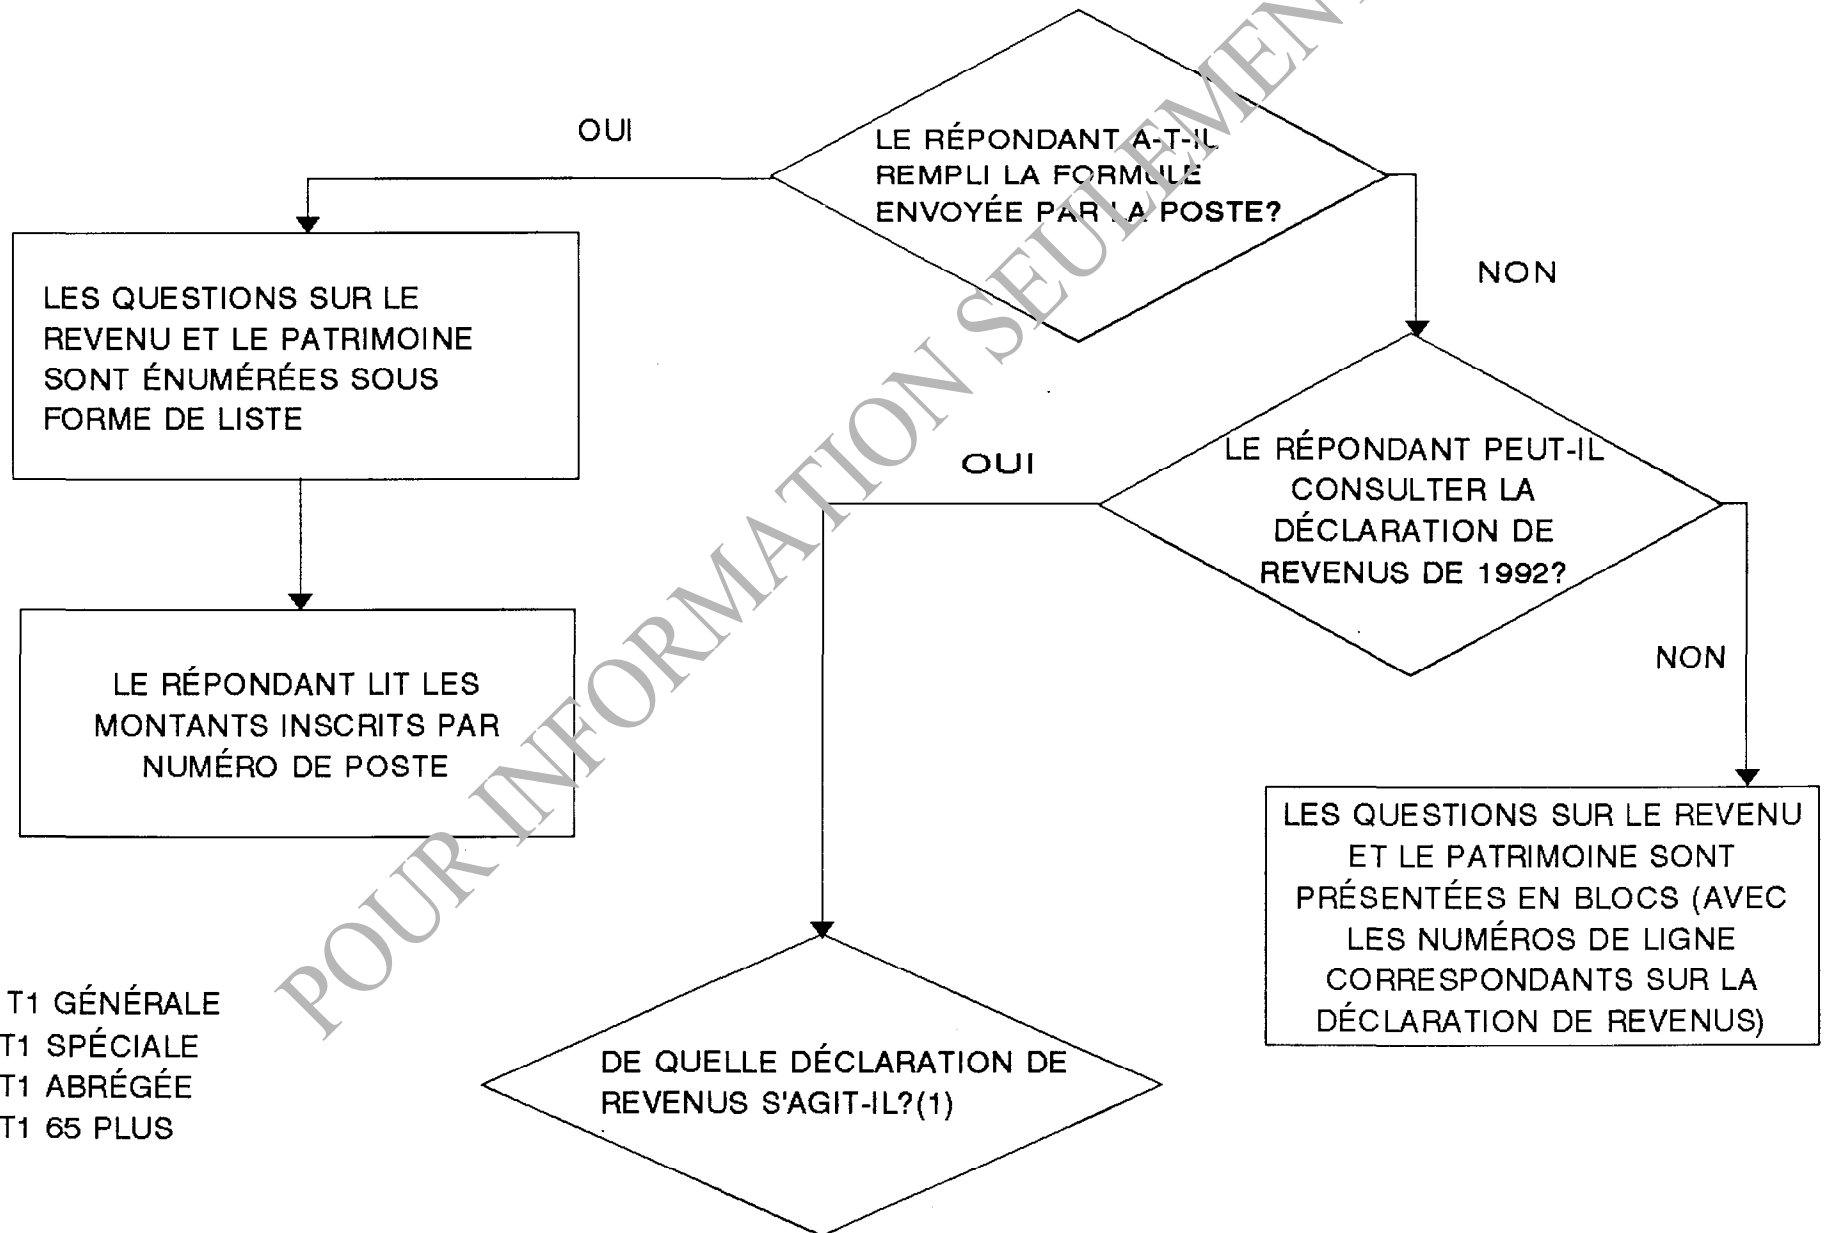 OUI
LE RÉPONDANT A-T-IL
REMPLI LA FORMULE
ENVOYÉE PAR LA POSTE?
NON
LES QUESTIONS SUR LE
REVENU ET LE PATRIMOINE
SONT ÉNUMÉRÉES SOUS
FORME DE LISTE
OUI
LE RÉPONDANT PEUT-IL
CONSULTER LA
DÉCLARATION DE
REVENUS DE 1992?
NON
LE RÉPONDANT LIT LES
MONTANTS INSCRITS PAR
NUMÉRO DE POSTE
LES QUESTIONS SUR LE REVENU
ET LE PATRIMOINE SONT
PRÉSENTÉES EN BLOCS (AVEC
LES NUMÉROS DE LIGNE
CORRESPONDANTS SUR LA
DÉCLARATION DE REVENUS)
DE QUELLE DÉCLARATION DE
REVENUS S'AGIT-IL?(1)
T1 GÉNÉRALE
T1 SPÉCIALE
T1 ABRÉGÉE
T1 65 PLUS
POUR INFORMATION SEULEMEN